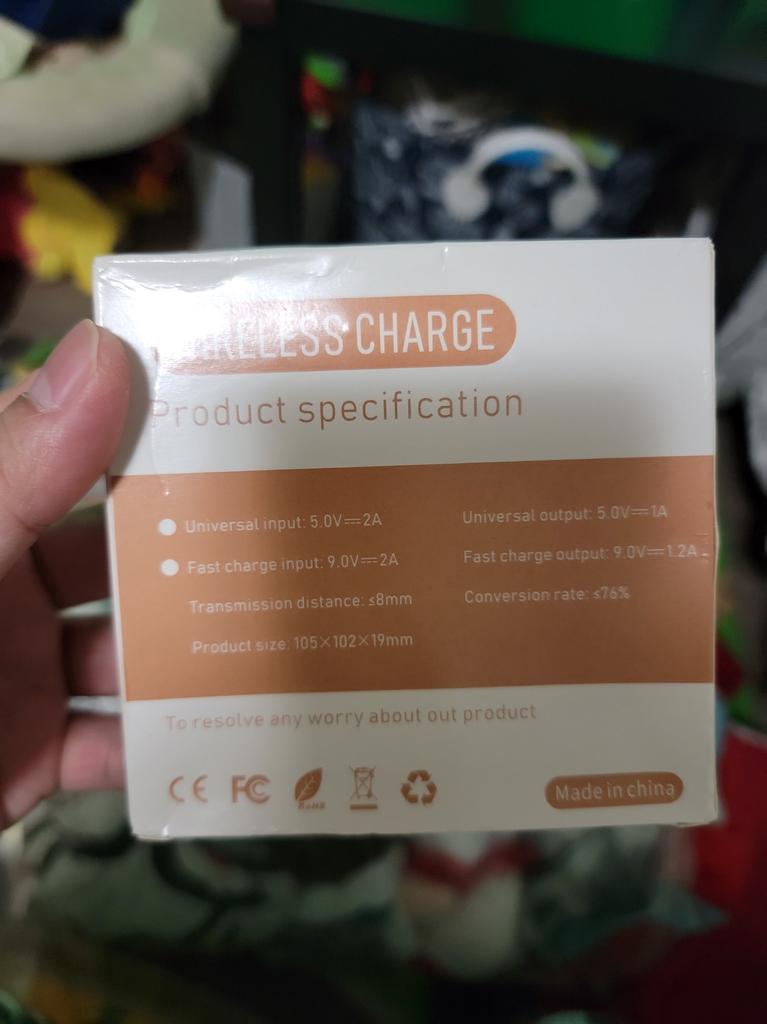 WIRELESS CHARGE
Product specification
Universal input: 5.0V⎓2A
Universal output: 5.0V⎓1A
Fast charge input: 9.0V⎓2A
Fast charge output: 9.0V⎓1.2A
Transmission distance: ≤8mm
Conversion rate: ≤76%
Product size: 105×102×19mm
To resolve any worry about out product
CE FC RoHS
Made in china